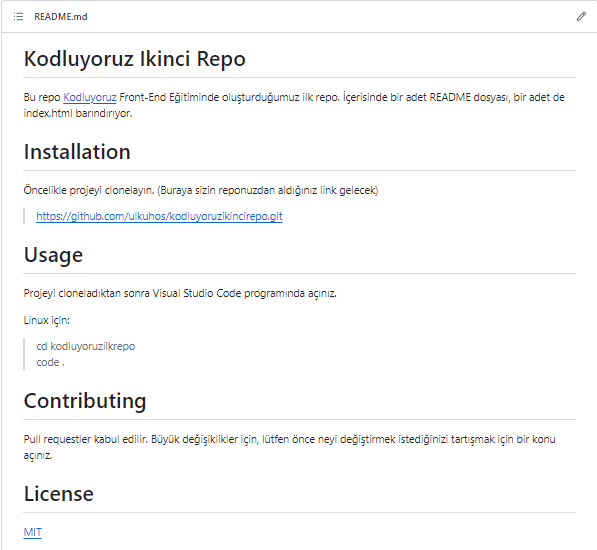 README.md
Kodluyoruz Ikinci Repo
Bu repo Kodluyoruz Front-End Eğitiminde oluşturduğumuz ilk repo. İçerisinde bir adet README dosyası, bir adet de
index.html barındırıyor.
Installation
Öncelikle projeyi clonelayın. (Buraya sizin reponuzdan aldığınız link gelecek)
https://github.com/ulkuhos/kodluyoruzikincirepo.git
Usage
Projeyi cloneladıktan sonra Visual Studio Code programında açınız.
Linux için:
cd kodluyoruzilkrepo
code .
Contributing
Pull requestler kabul edilir. Büyük değişiklikler için, lütfen önce neyi değiştirmek istediğinizi tartışmak için bir konu
açınız.
License
MIT